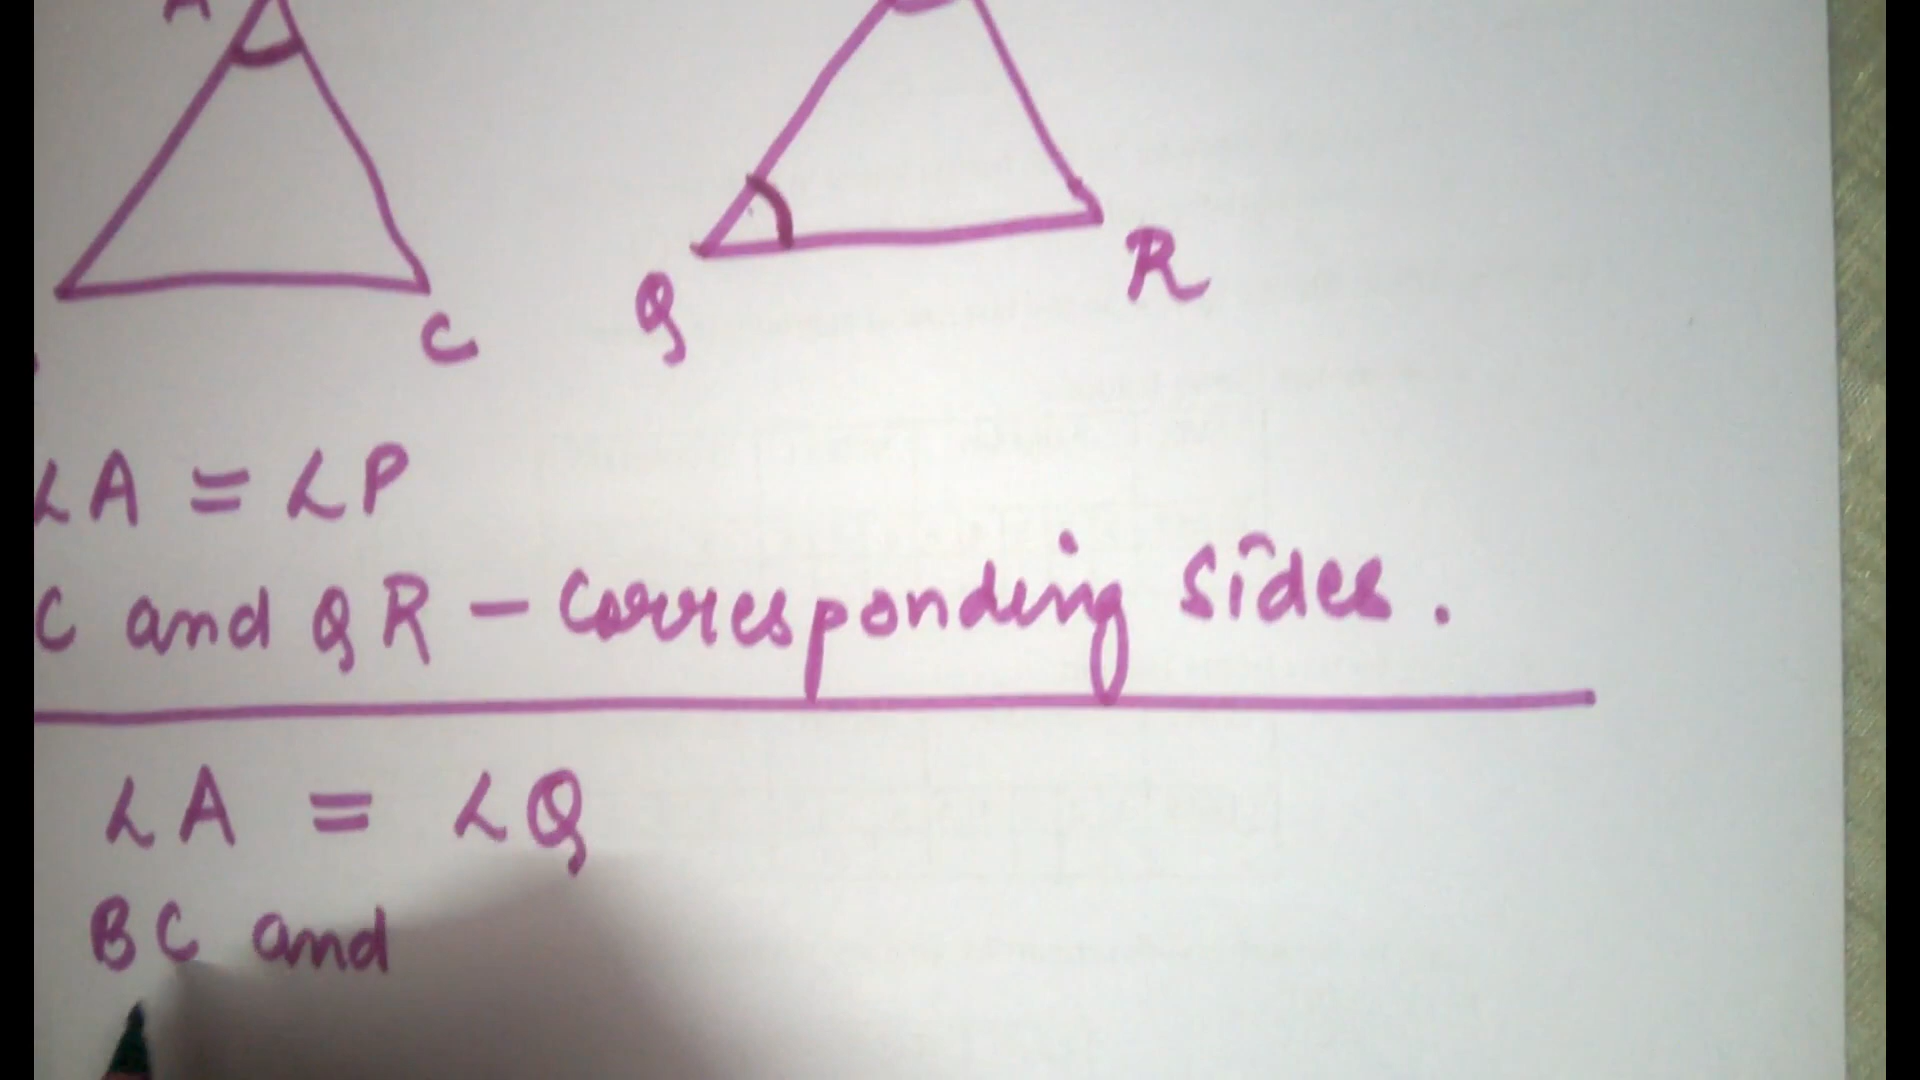 A
R
Q
C
∠A = ∠P
C and QR – corresponding sides.
∠A = ∠Q
BC and